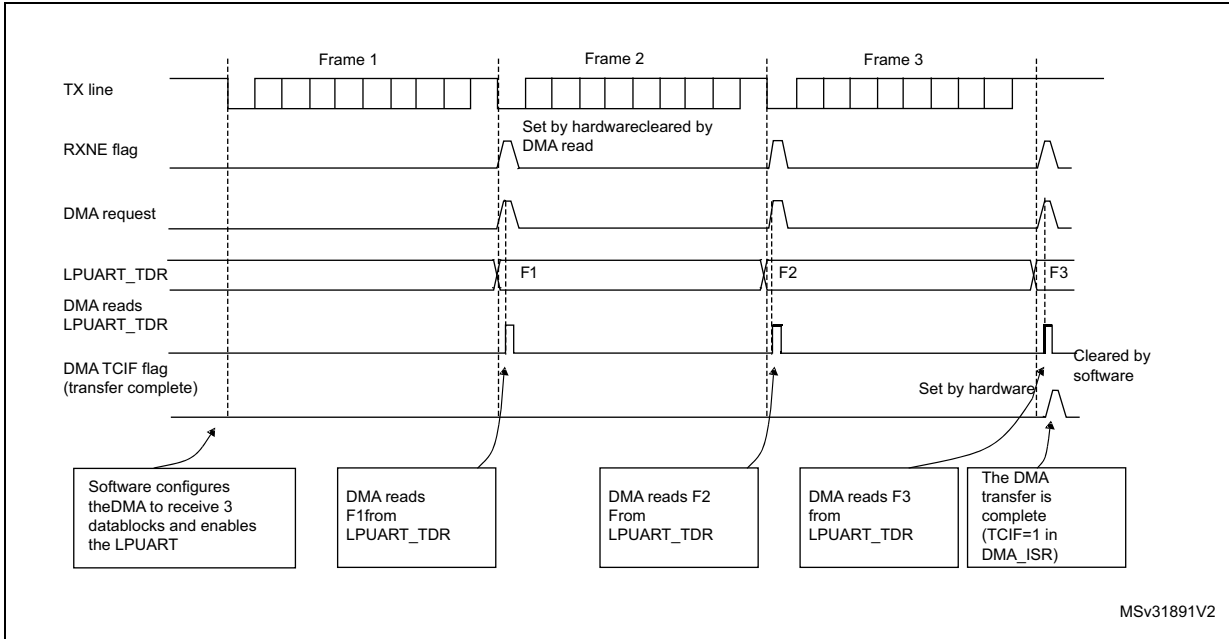 Frame 1
Frame 2
Frame 3
TX line
Set by hardwarecleared by
DMA read
RXNE flag
DMA request
LPUART_TDR
F1
F2
F3
DMA reads
LPUART_TDR
DMA TCIF flag
(transfer complete)
Set by hardware
Cleared by
software
Software configures
theDMA to receive 3
datablocks and enables
the LPUART
DMA reads
F1from
LPUART_TDR
DMA reads F2
From
LPUART_TDR
DMA reads F3
from
LPUART_TDR
The DMA
transfer is
complete
(TCIF=1 in
DMA_ISR)
MSv31891V2